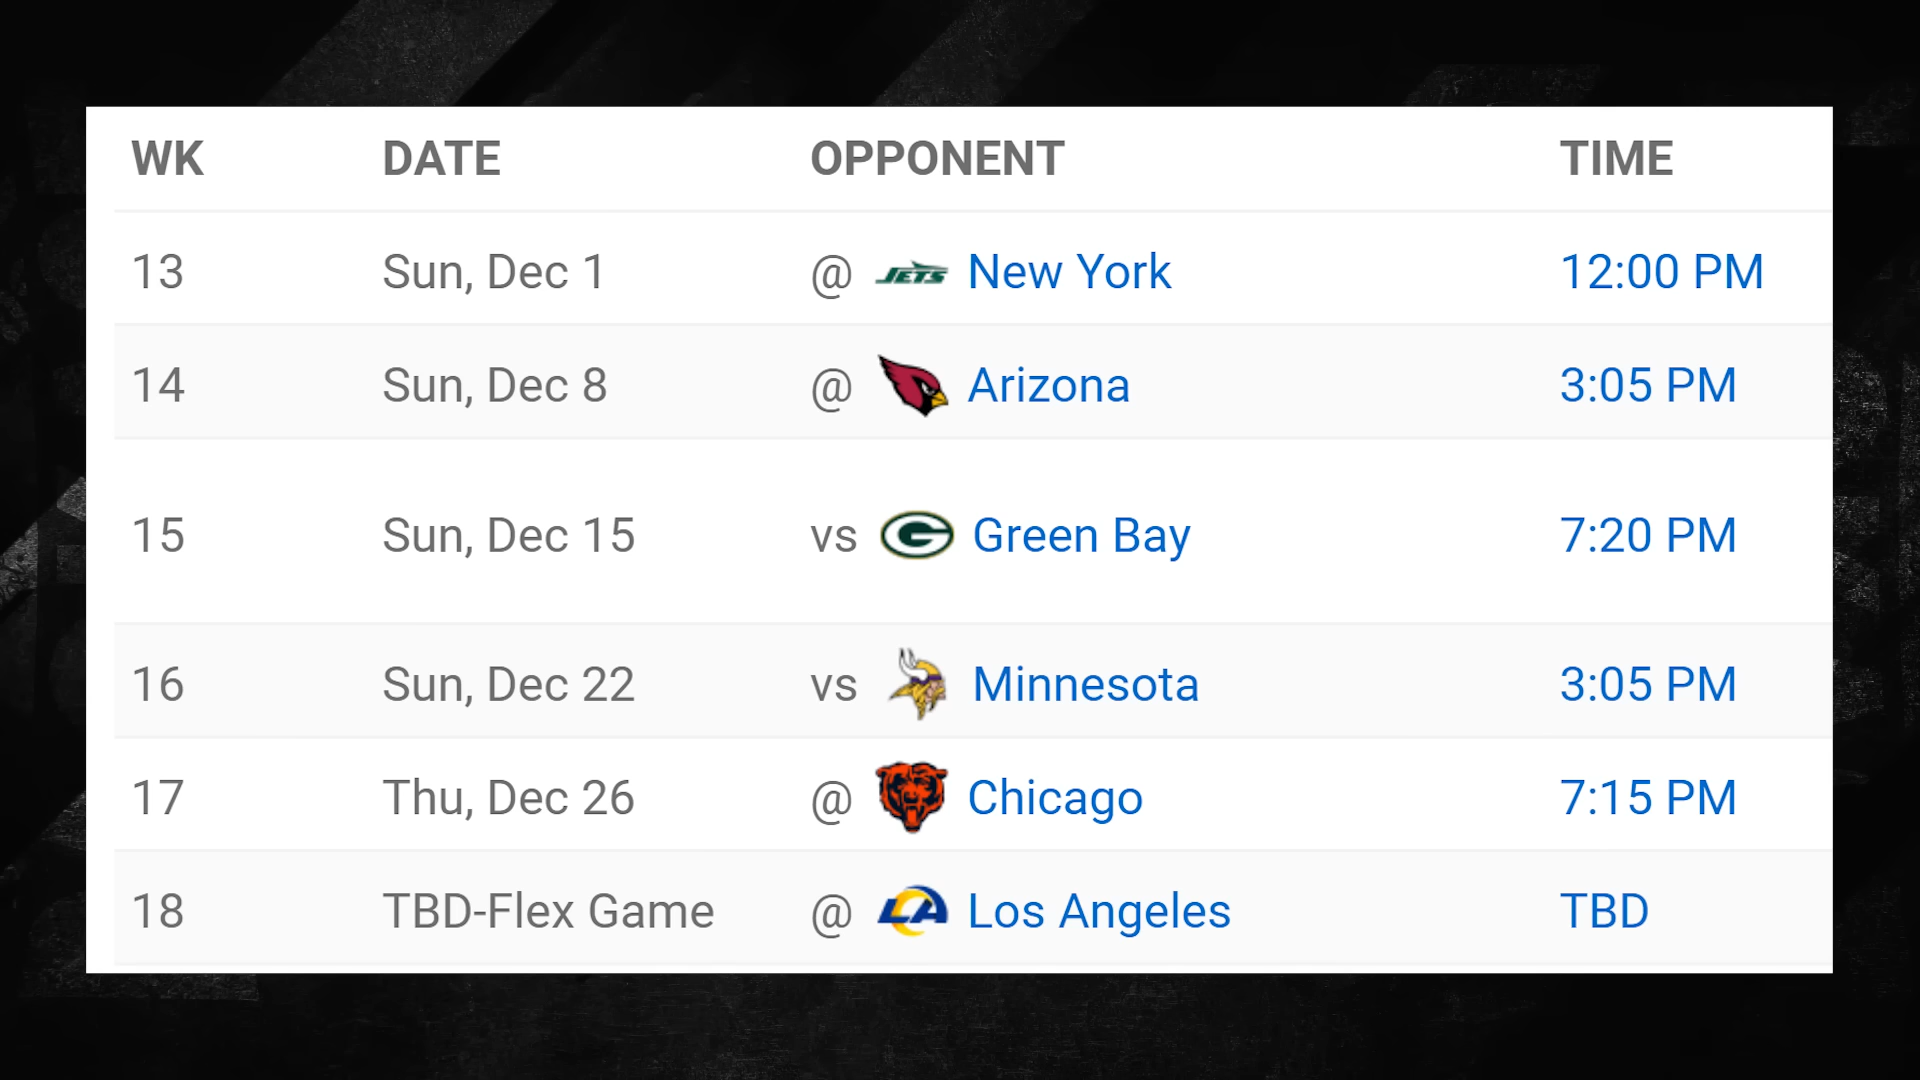 WK DATE OPPONENT TIME
13 Sun, Dec 1 @ JETS New York 12:00 PM
14 Sun, Dec 8 @ Arizona 3:05 PM
15 Sun, Dec 15 vs G Green Bay 7:20 PM
16 Sun, Dec 22 vs Minnesota 3:05 PM
17 Thu, Dec 26 @ Chicago 7:15 PM
18 TBD-Flex Game @ LA Los Angeles TBD